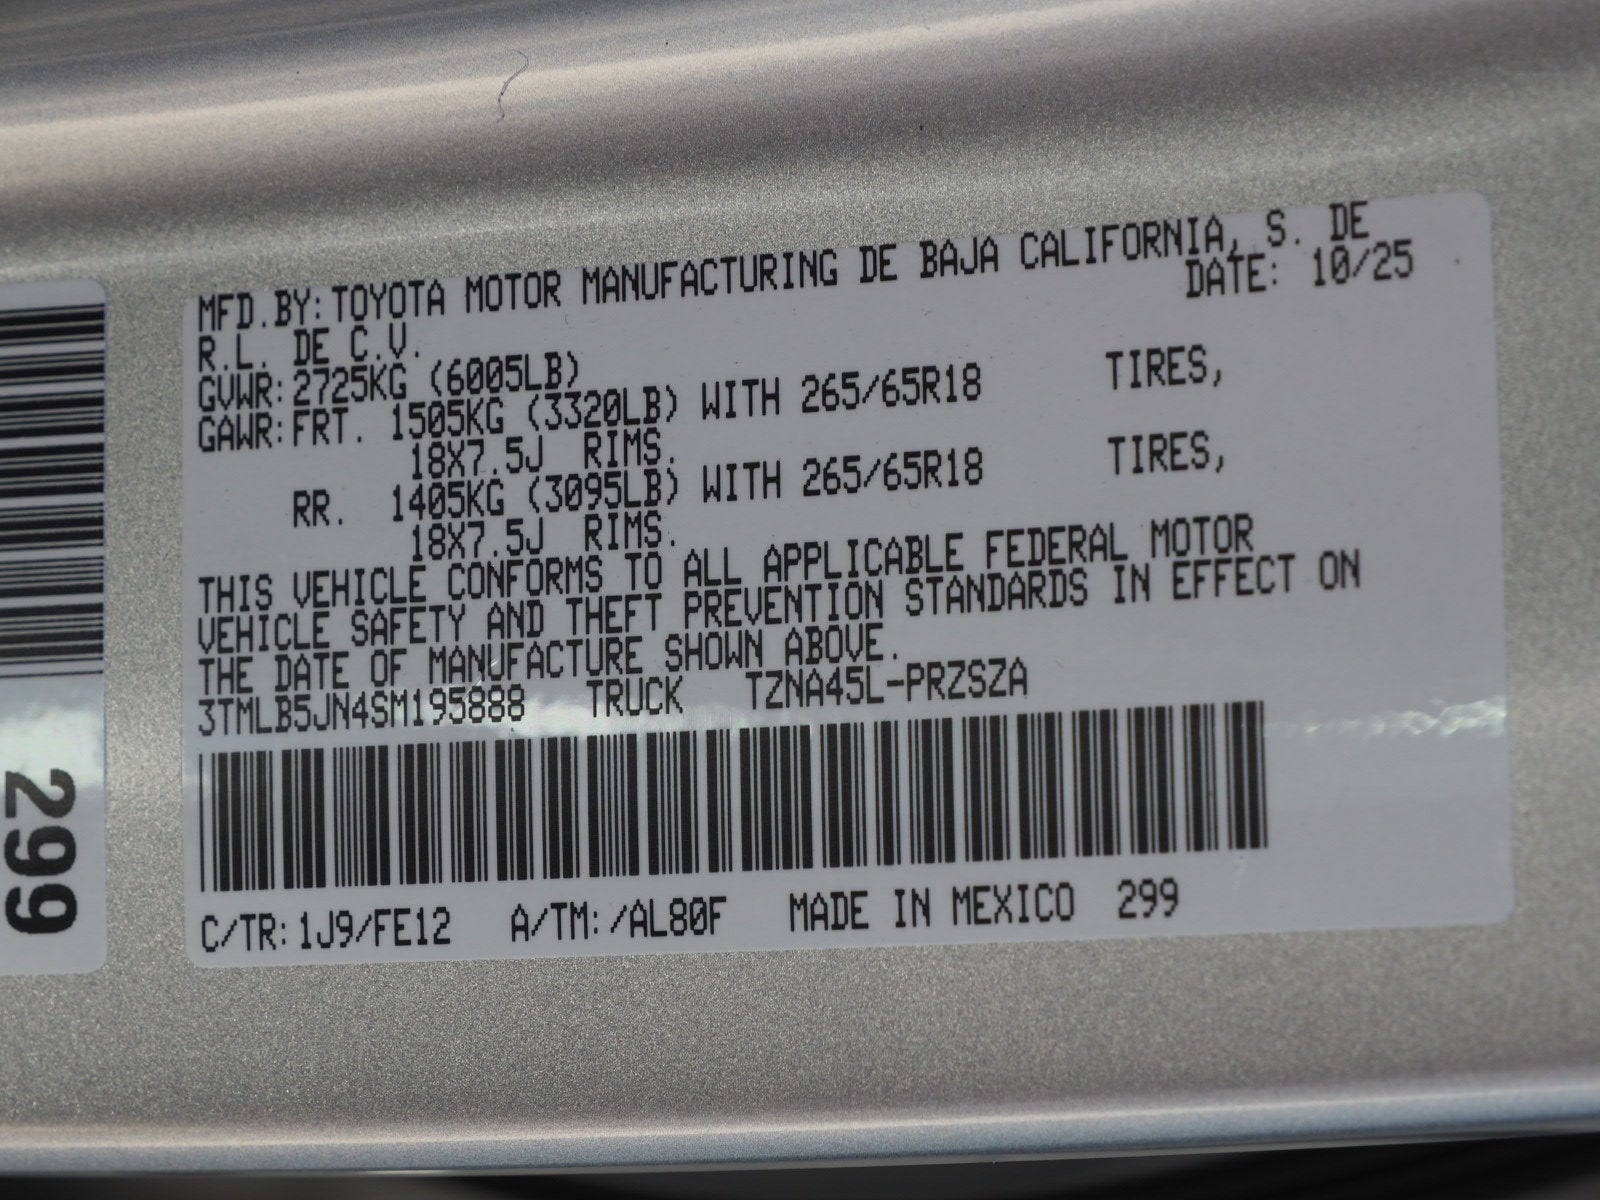 MFD.BY:TOYOTA MOTOR MANUFACTURING DE BAJA CALIFORNIA, S. DE
R.L. DE C.V. DATE: 10/25
GVWR:2725KG (6005LB)
GAWR:FRT. 1505KG (3320LB) WITH 265/65R18 TIRES,
18X7.5J RIMS.
RR. 1405KG (3095LB) WITH 265/65R18 TIRES,
18X7.5J RIMS.
THIS VEHICLE CONFORMS TO ALL APPLICABLE FEDERAL MOTOR
VEHICLE SAFETY AND THEFT PREVENTION STANDARDS IN EFFECT ON
THE DATE OF MANUFACTURE SHOWN ABOVE.
3TMLB5JN4SM195888 TRUCK TZNA45L-PRZSZA
C/TR:1J9/FE12 A/TM:/AL80F MADE IN MEXICO 299
299